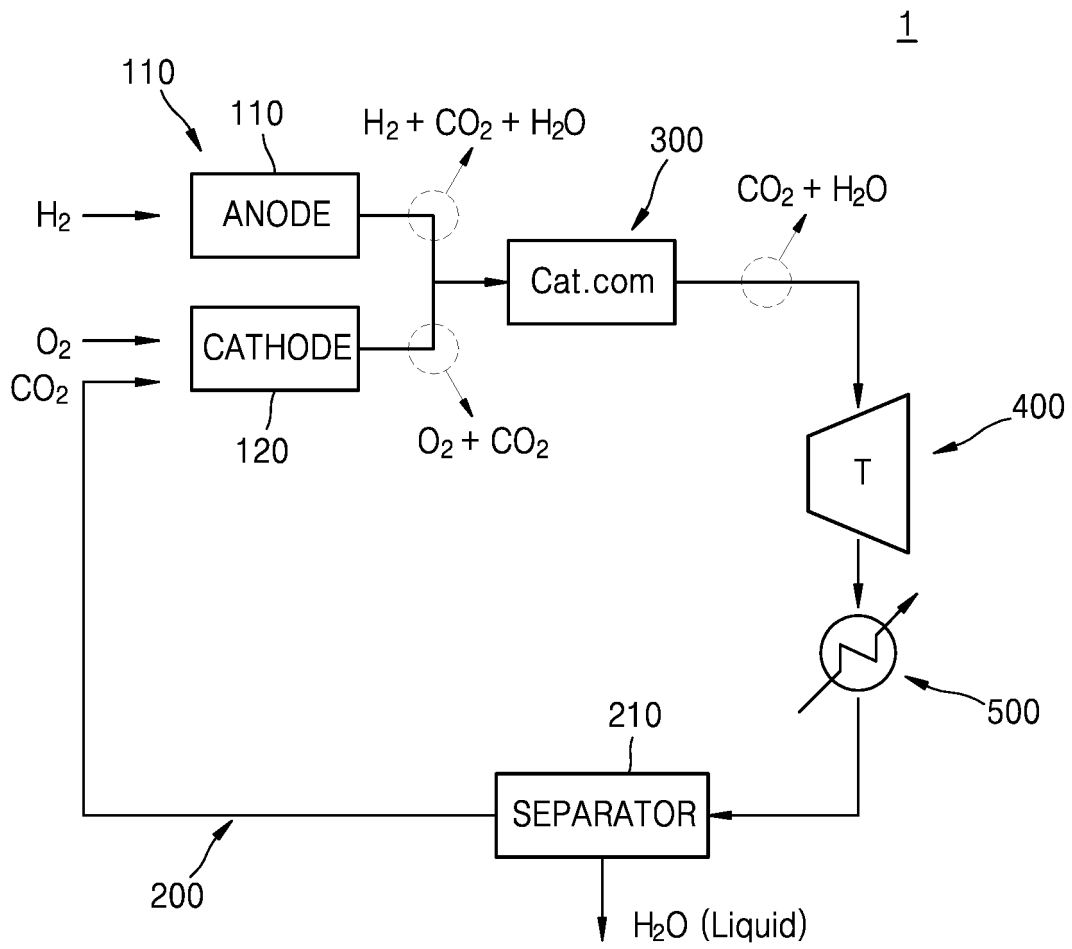 1
110
110
H₂ + CO₂ + H₂O
300
CO₂ + H₂O
H₂
ANODE
Cat.com
O₂
CATHODE
CO₂
120
O₂ + CO₂
400
T
500
210
SEPARATOR
200
H₂O (Liquid)